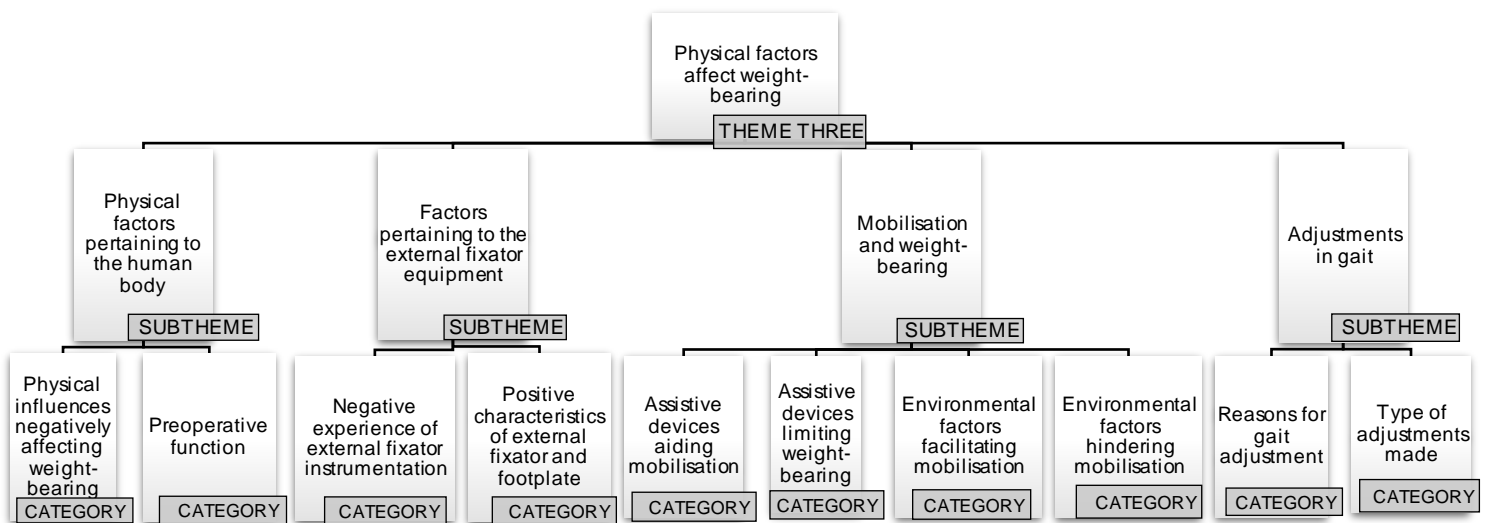 Physical factors
affect weight-
bearing
THEME THREE
Physical
factors
pertaining to
the human
body
SUBTHEME
Factors
pertaining to the
external fixator
equipment
SUBTHEME
Mobilisation
and weight-
bearing
SUBTHEME
Adjustments
in gait
SUBTHEME
Physical
influences
negatively
affecting
weight-
bearing
CATEGORY
Preoperative
function
CATEGORY
Negative
experience of
external fixator
instrumentation
CATEGORY
Positive
characteristics
of external
fixator and
footplate
CATEGORY
Assistive
devices aiding
mobilisation
CATEGORY
Assistive
devices
limiting
weight-
bearing
CATEGORY
Environmental
factors
facilitating
mobilisation
CATEGORY
Environmental
factors
hindering
mobilisation
CATEGORY
Reasons for
gait
adjustment
CATEGORY
Type of
adjustments
made
CATEGORY